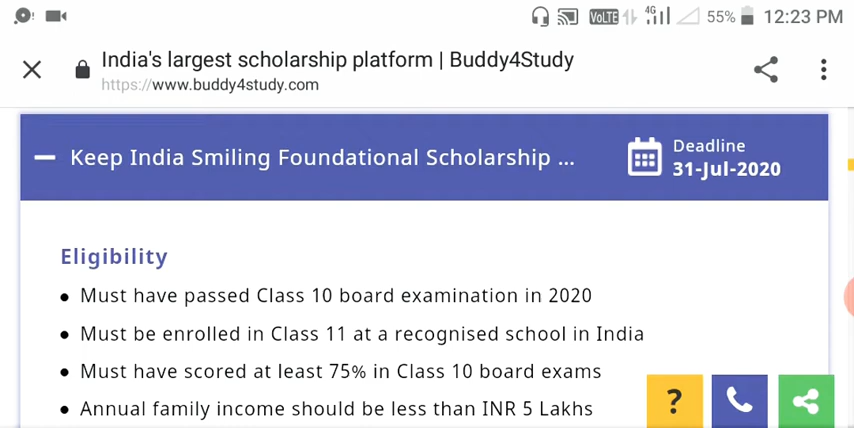 4G
VoLTE 55% 12:23 PM
India's largest scholarship platform | Buddy4Study
https://www.buddy4study.com
Keep India Smiling Foundational Scholarship ...
Deadline
31-Jul-2020
Eligibility
• Must have passed Class 10 board examination in 2020
• Must be enrolled in Class 11 at a recognised school in India
• Must have scored at least 75% in Class 10 board exams
• Annual family income should be less than INR 5 Lakhs
?